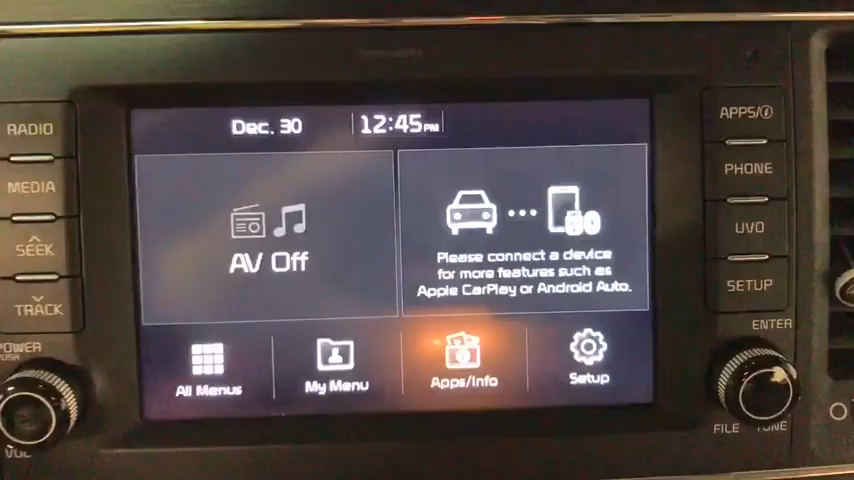 Dec. 30
12:45PM
RADIO
MEDIA
SEEK
TRACK
POWER
PUSH
VOL
AV Off
Please connect a device
for more features such as
Apple CarPlay or Android Auto.
All Menus
My Menu
Apps/Info
Setup
APPS/i
PHONE
UVO
SETUP
ENTER
FILE
TUNE